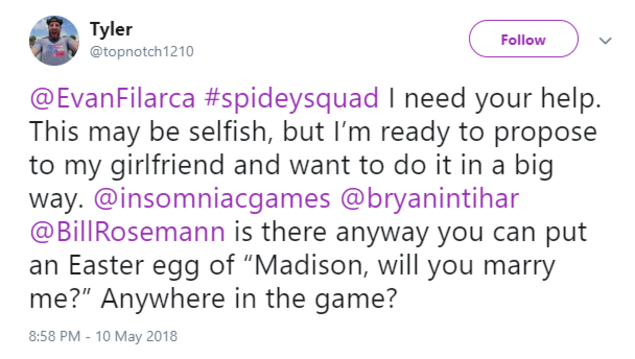 Tyler
@topnotch1210
Follow
@EvanFilarca #spideysquad I need your help.
This may be selfish, but I’m ready to propose
to my girlfriend and want to do it in a big
way. @insomniacgames @bryanintihar
@BillRosemann is there anyway you can put
an Easter egg of “Madison, will you marry
me?” Anywhere in the game?
8:58 PM - 10 May 2018